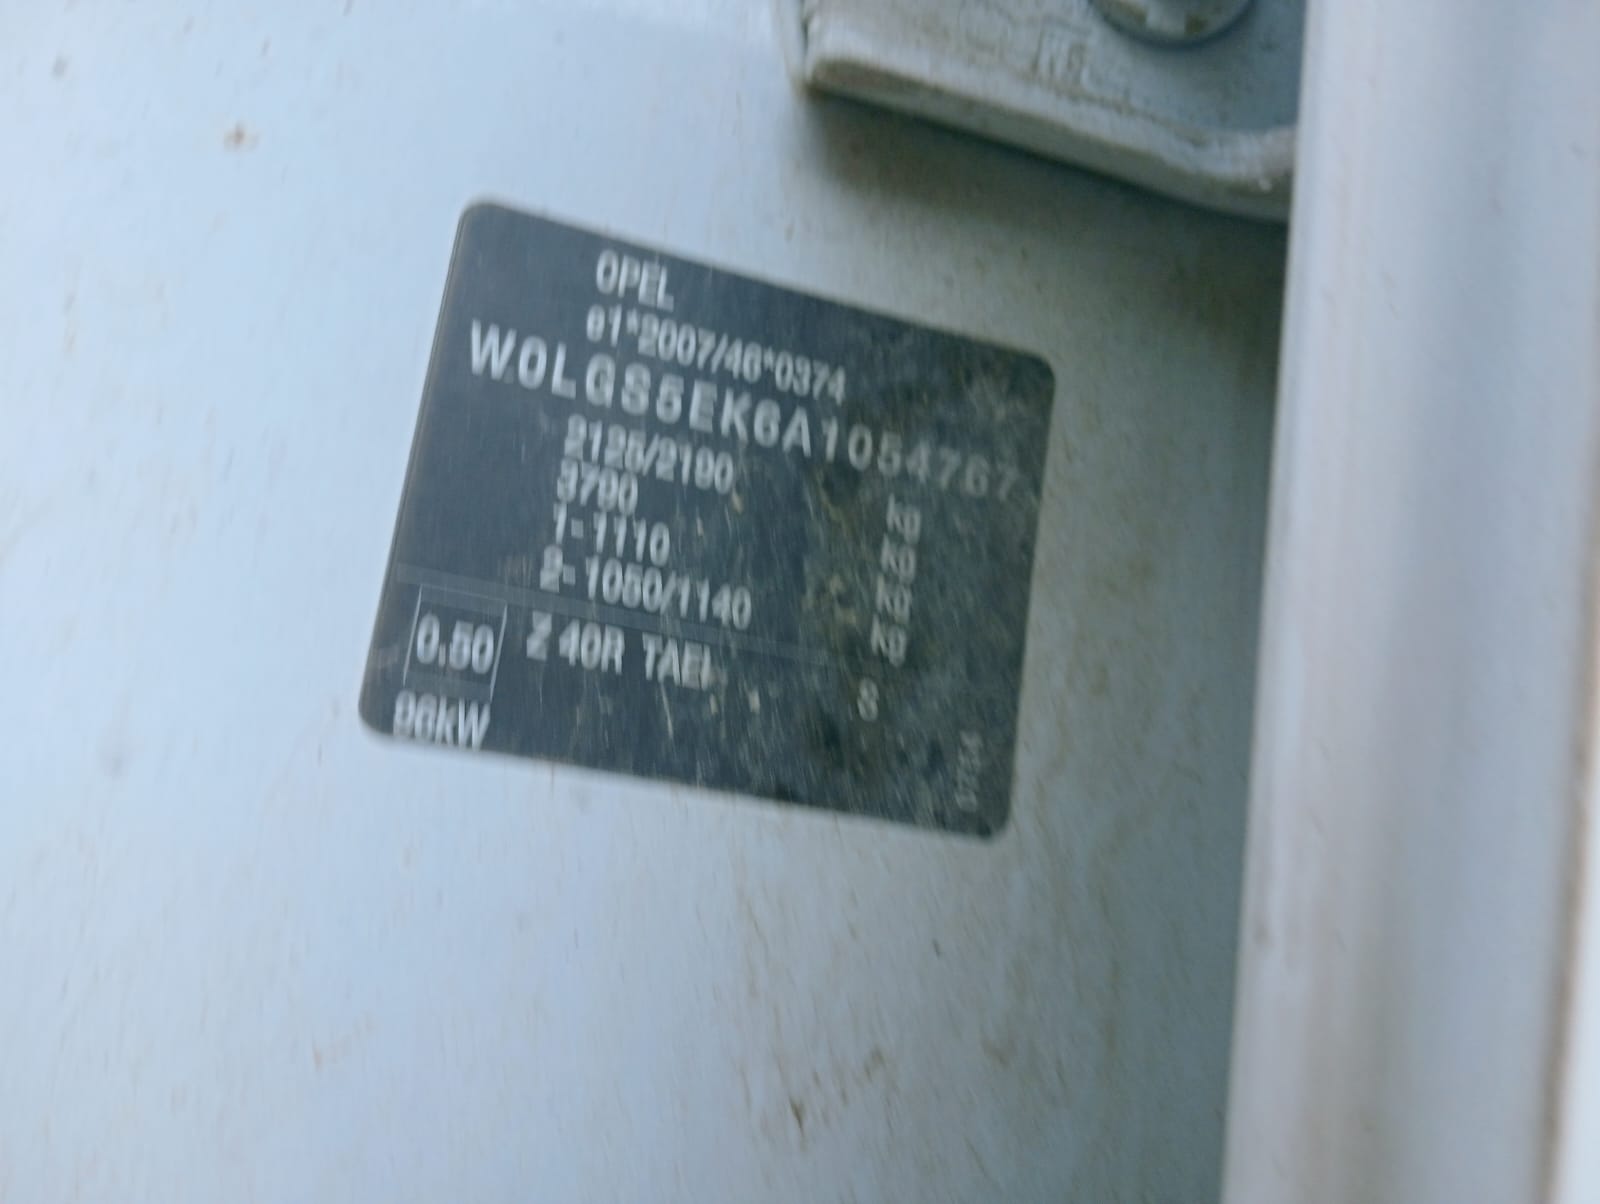 OPEL
e1*2007/46*0374
W0LGS5EK6A1054767
2125/2190 kg
3790 kg
1-1110 kg
2-1050/1140 kg
0.50 Z 40R
96kW